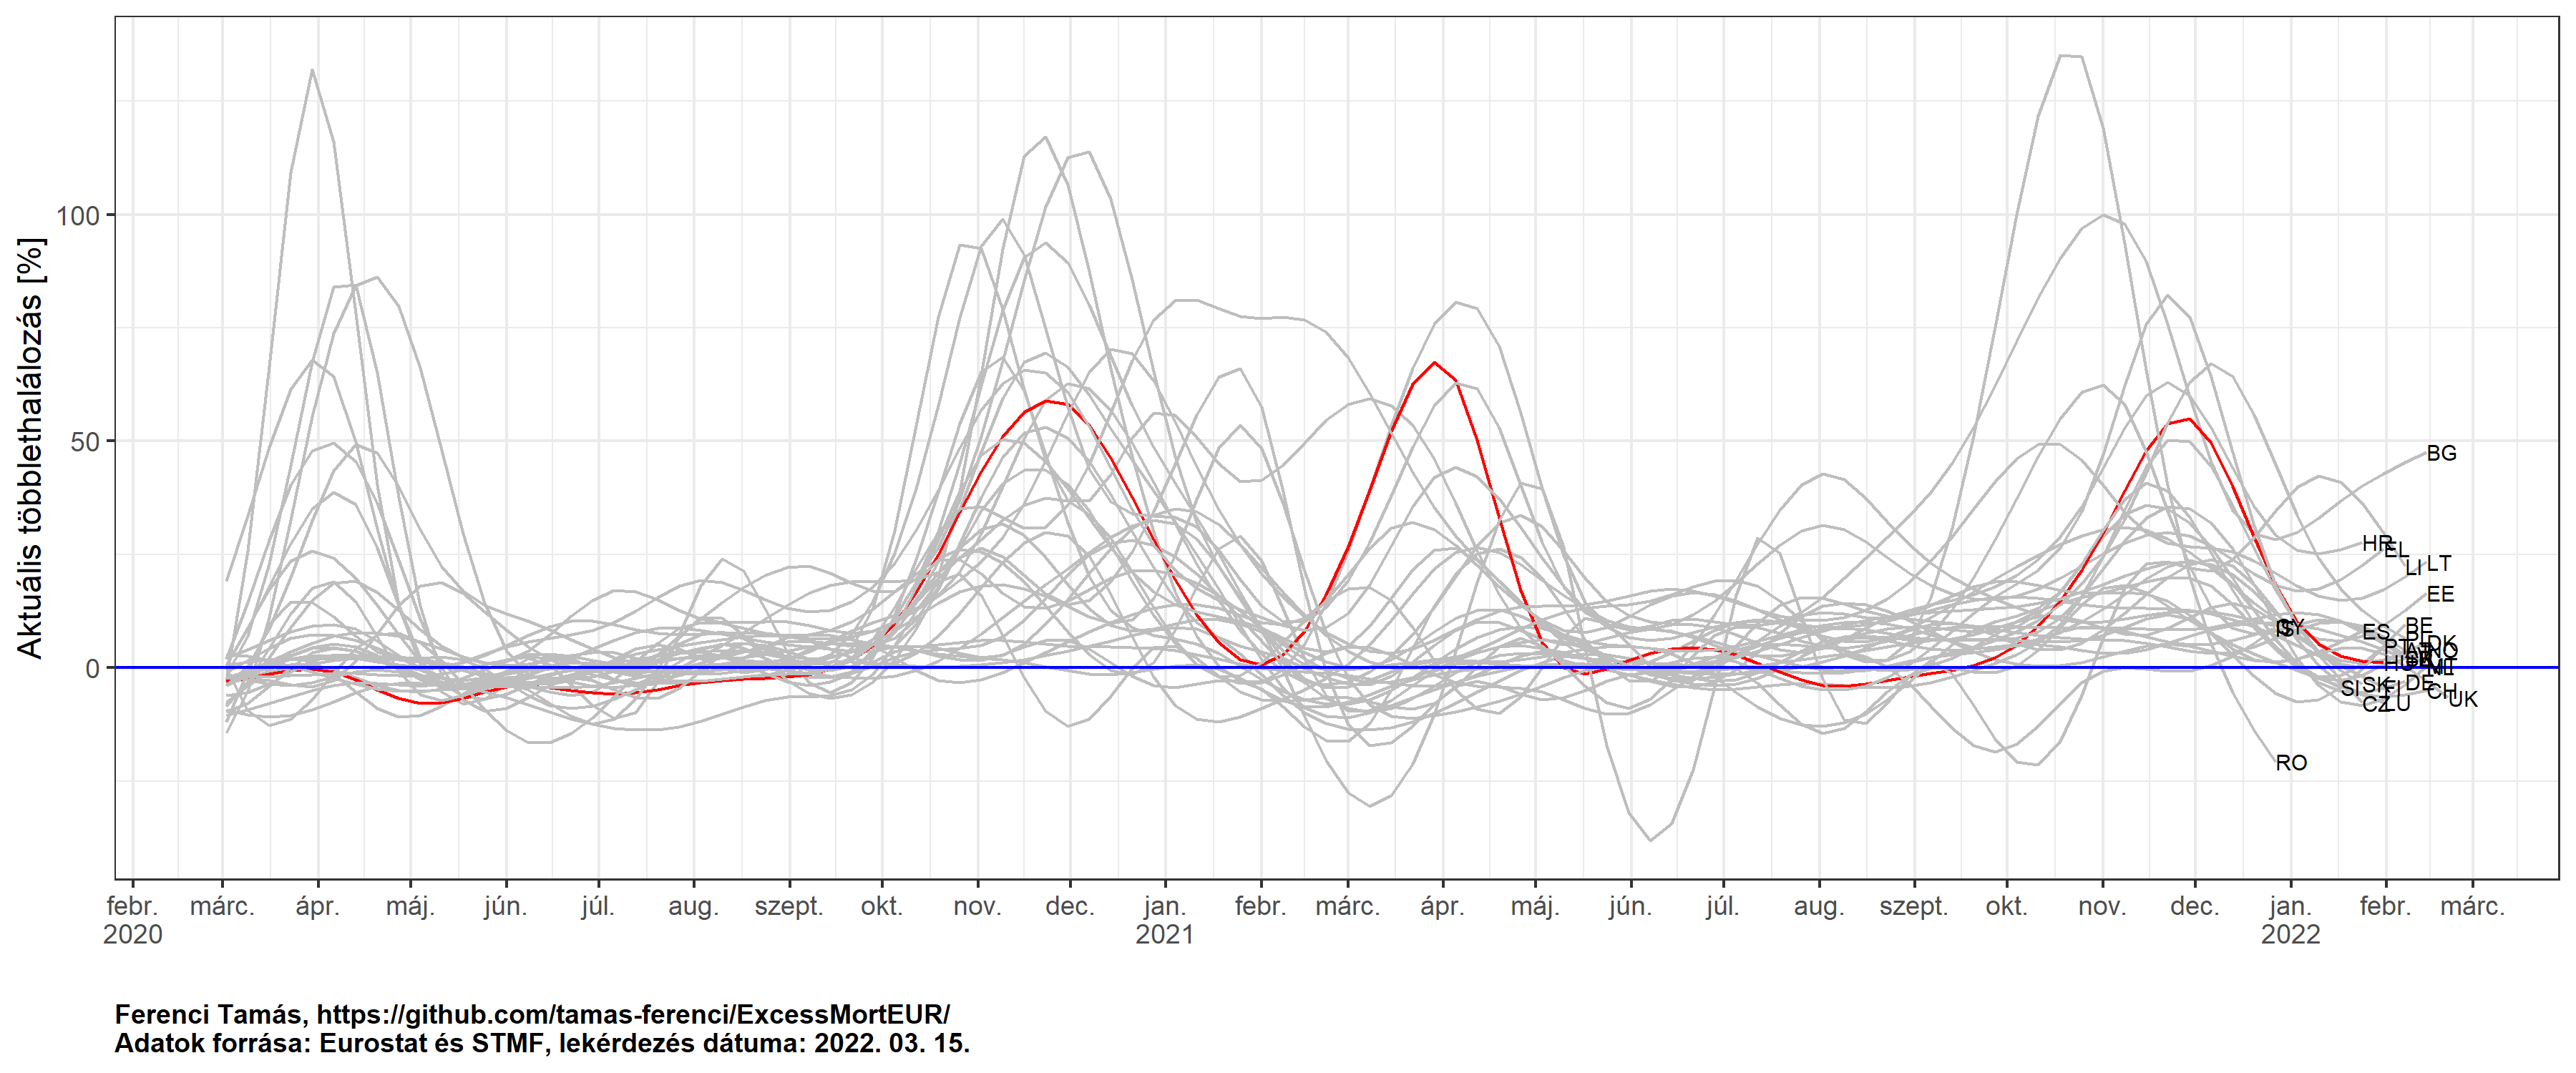 Aktuális többlethalálozás [%]
100
50
0
BG
HR
EL
LT
LI
EE
ES
BE
PT
DK
NO
HU
SI
SK
DE
CH
CZ
LU
UK
RO
febr. márc. ápr. máj. jún. júl. aug. szept. okt. nov. dec. jan. febr. márc. ápr. máj. jún. júl. aug. szept. okt. nov. dec. jan. febr. márc.
2020 2021 2022
Ferenci Tamás, https://github.com/tamas-ferenci/ExcessMortEUR/
Adatok forrása: Eurostat és STMF, lekérdezés dátuma: 2022. 03. 15.